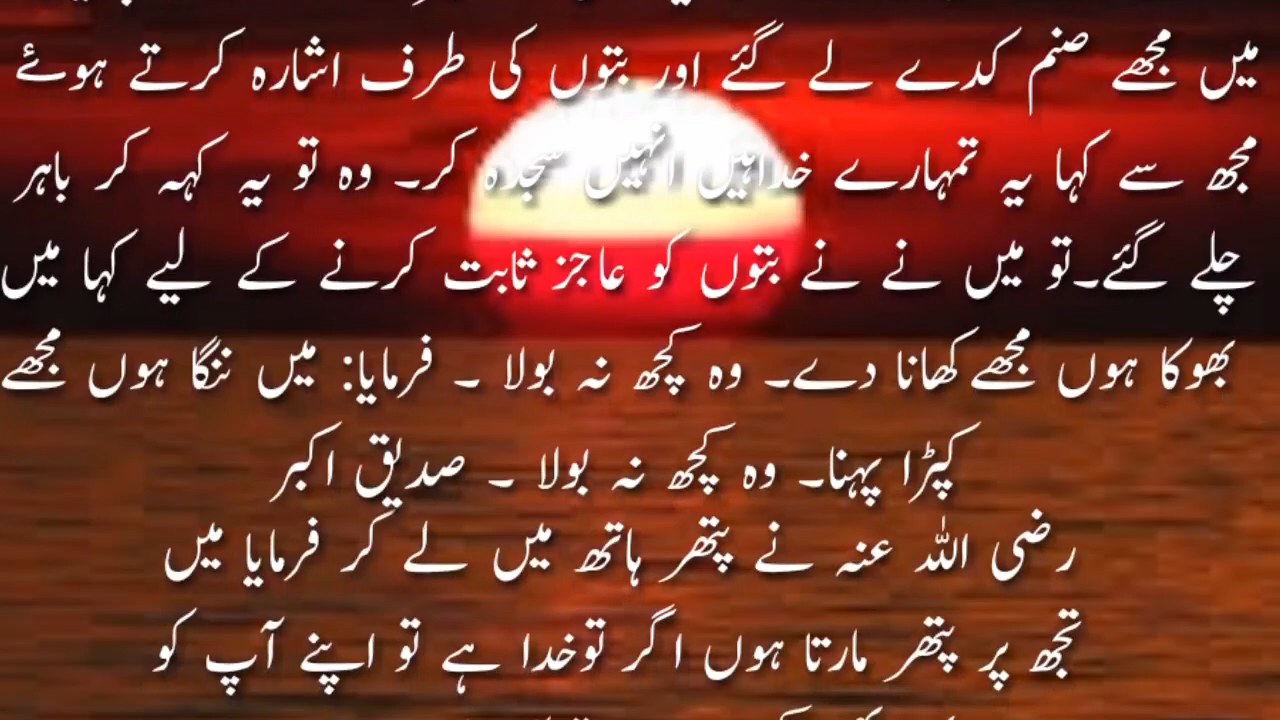 میں مجھے صنم کدے لے گئے اور بتوں کی طرف اشارہ کرتے ہوئے
مجھ سے کہا یہ تمہارے خداہیں انہیں سجدہ کر۔ وہ تو یہ کہہ کر باہر
چلے گئے۔تو میں نے نے بتوں کو عاجز ثابت کرنے کے لیے کہا میں
بھوکا ہوں مجھے کھانا دے۔ وہ کچھ نہ بولا ۔ فرمایا: میں ننگا ہوں مجھے
کپڑا پہنا۔ وہ کچھ نہ بولا ۔ صدیق اکبر
رضی اللہ عنہ نے پتھر ہاتھ میں لے کر فرمایا میں
تجھ پر پتھر مارتا ہوں اگر توخدا ہے تو اپنے آپ کو